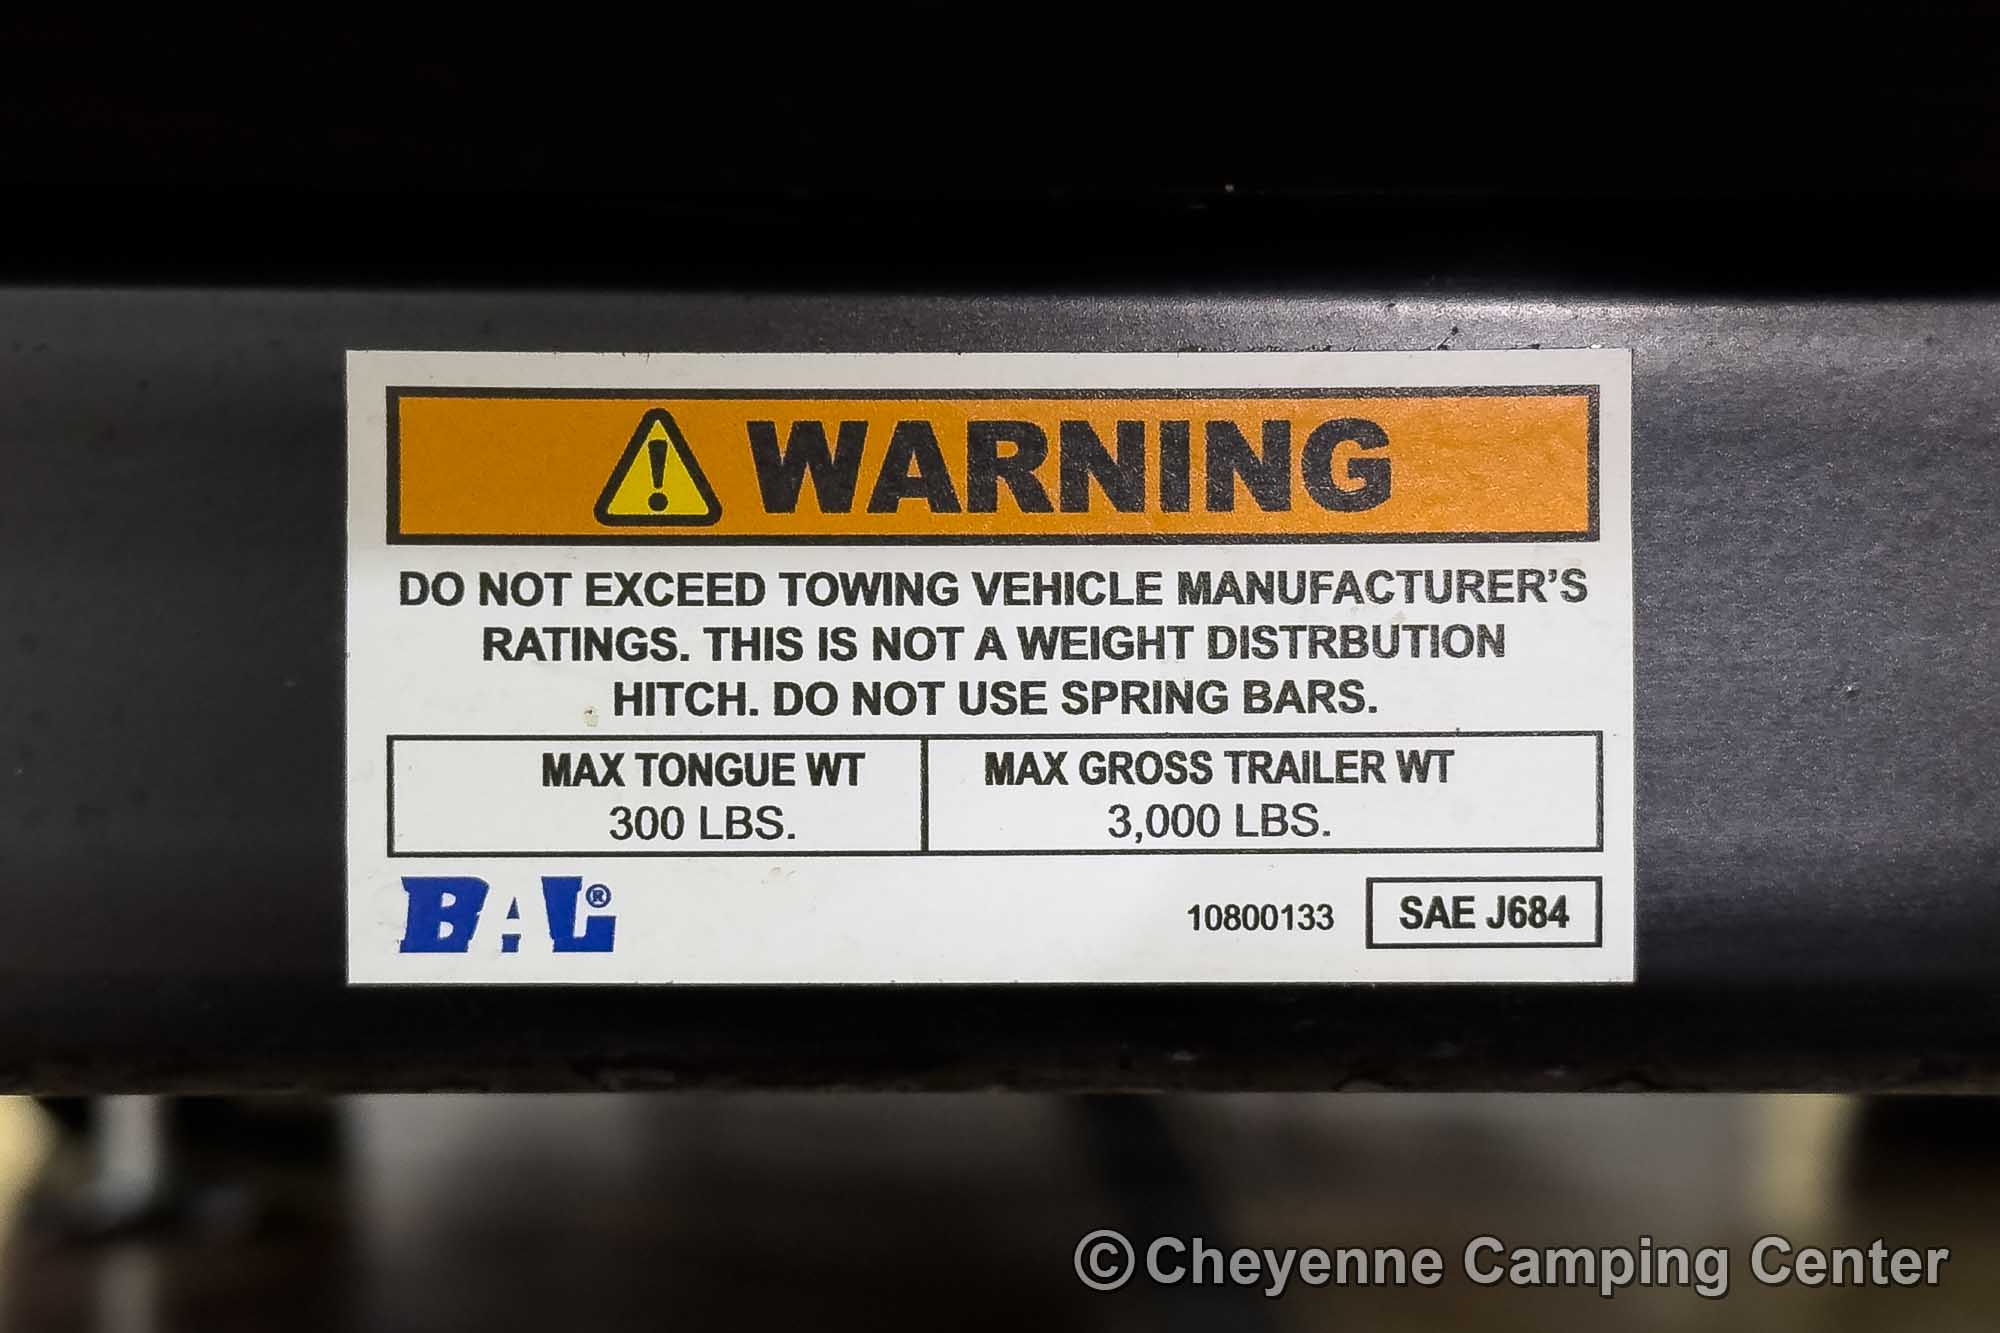 WARNING
DO NOT EXCEED TOWING VEHICLE MANUFACTURER'S
RATINGS. THIS IS NOT A WEIGHT DISTRBUTION
HITCH. DO NOT USE SPRING BARS.
MAX TONGUE WT
300 LBS.
MAX GROSS TRAILER WT
3,000 LBS.
BAL®
10800133
SAE J684
©Cheyenne Camping Center